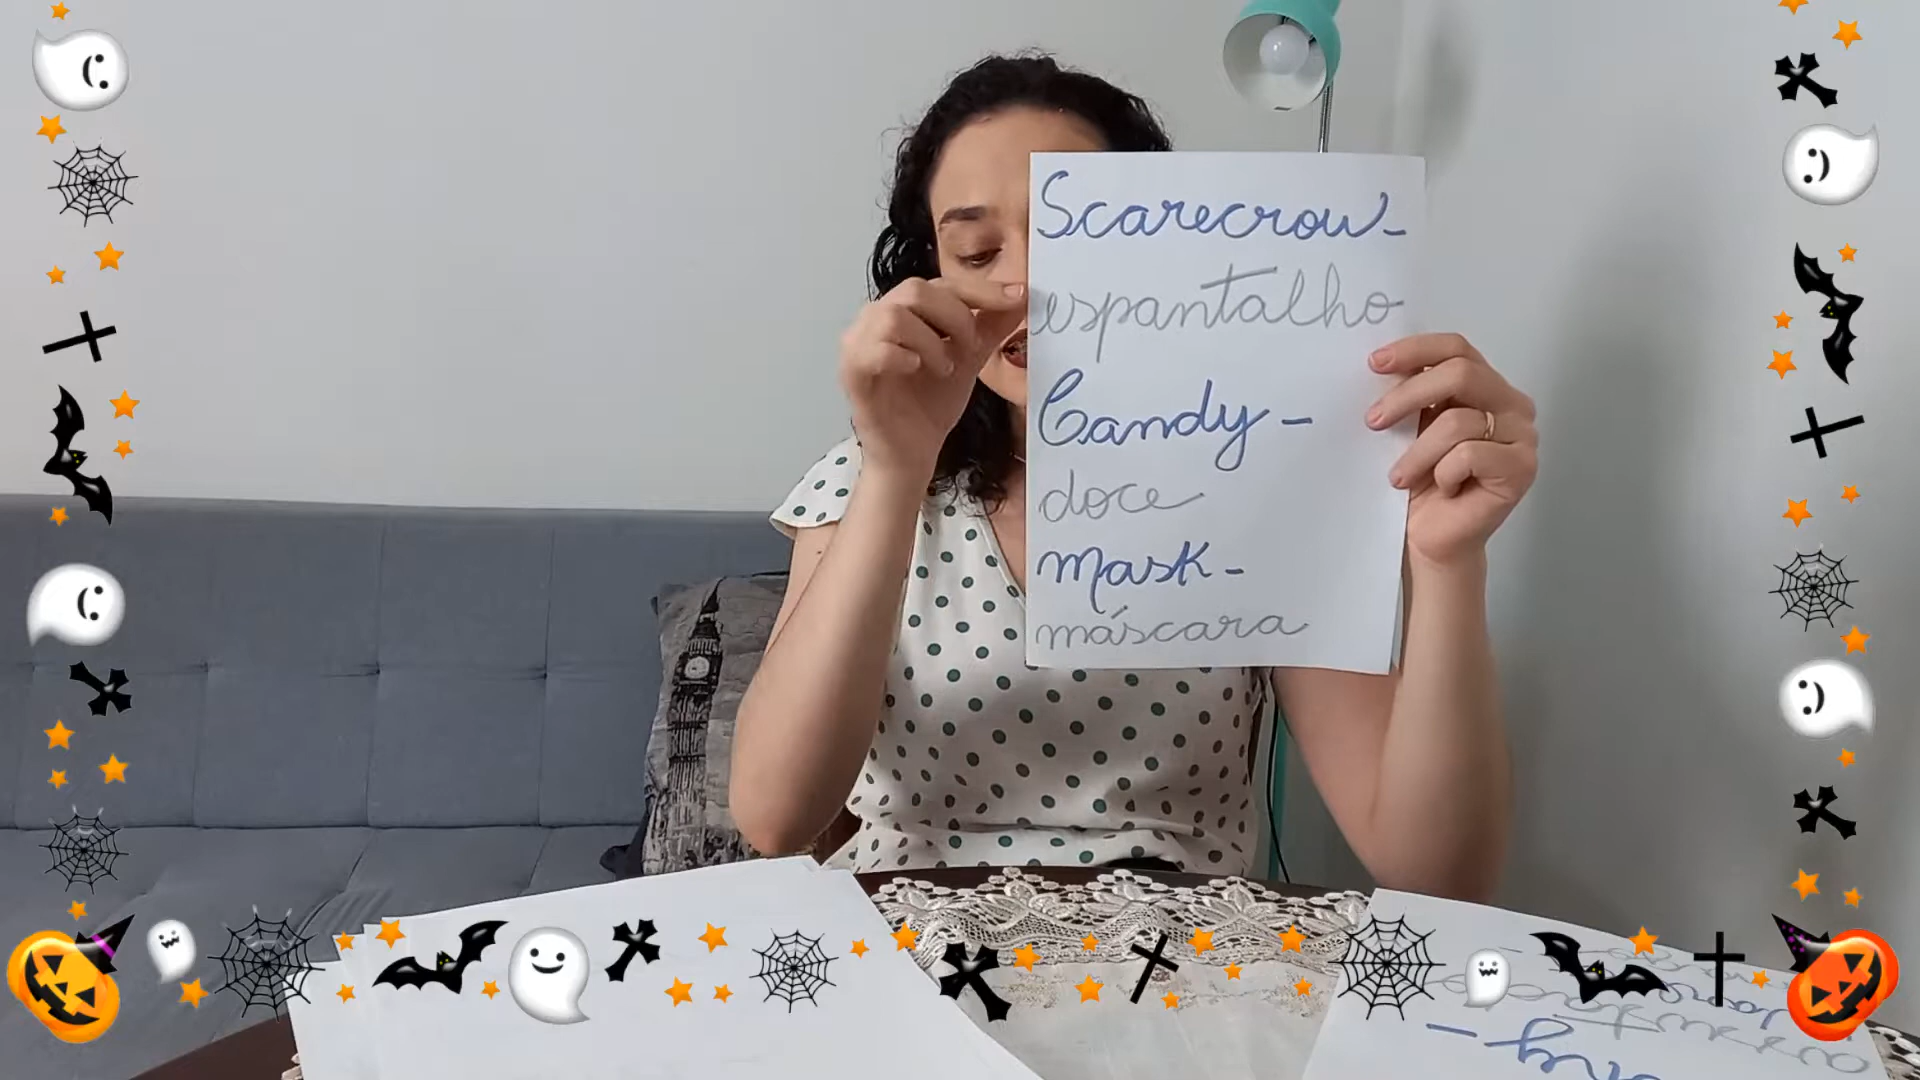 Scarecrow-
espantalho
Candy-
doce
Mask-
máscara